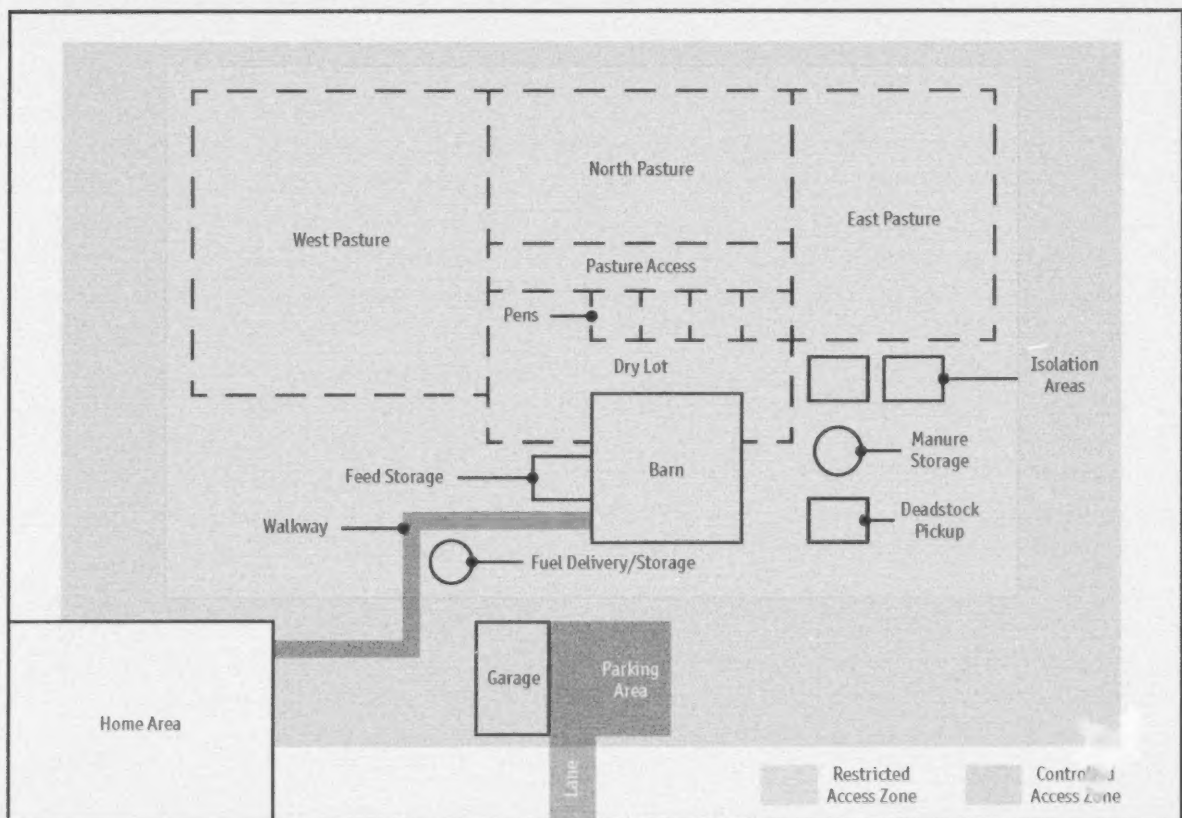 North Pasture
West Pasture
East Pasture
Pasture Access
Pens
Dry Lot
Isolation
Areas
Manure
Storage
Feed Storage
Barn
Walkway
Deadstock
Pickup
Fuel Delivery/Storage
Garage
Parking
Area
Home Area
Lane
Restricted
Access Zone
Access Zone